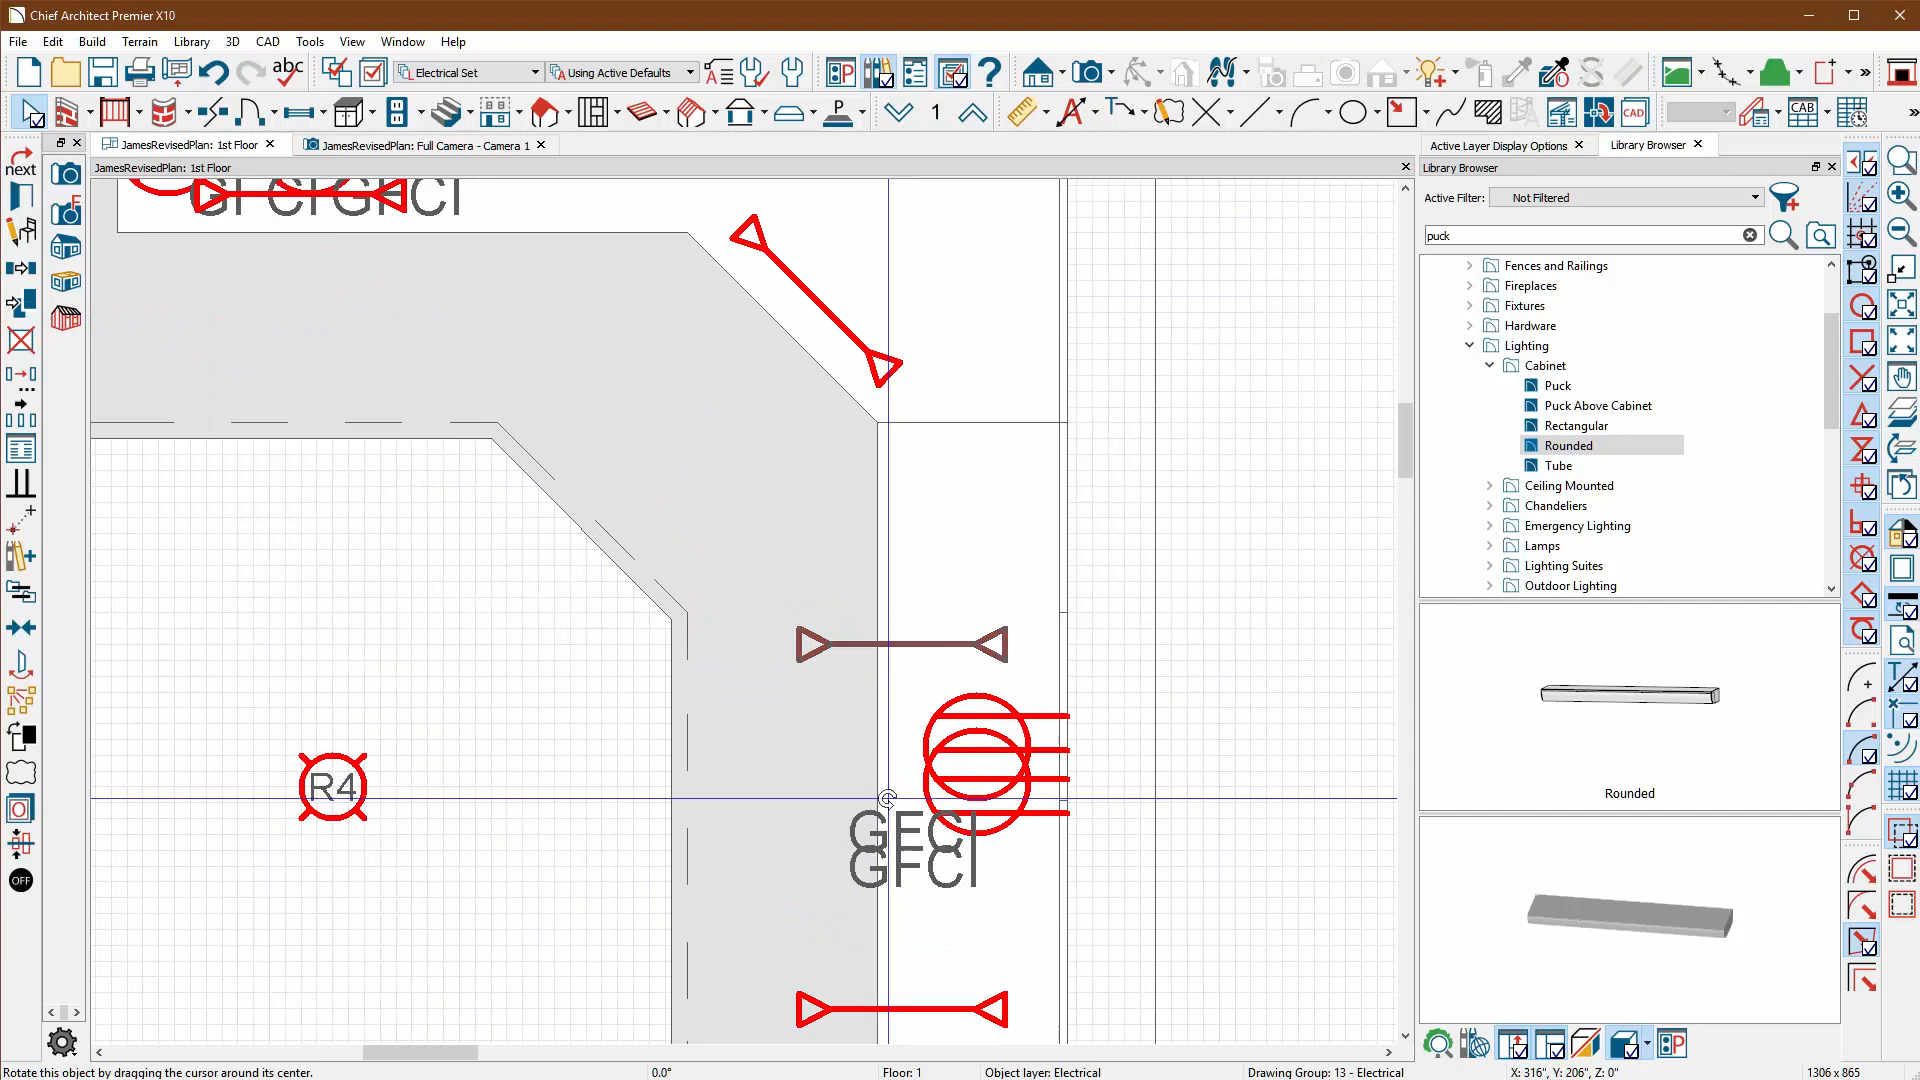 Chief Architect Premier X10
File Edit Build Terrain Library 3D CAD Tools View Window Help
abc
Electrical Set
Using Active Defaults
1
CAD
CAB
next
JamesRevisedPlan: 1st Floor
JamesRevisedPlan: Full Camera - Camera 1
Active Layer Display Options
Library Browser
JamesRevisedPlan: 1st Floor
Library Browser
Active Filter:
Not Filtered
puck
Fences and Railings
Fireplaces
Fixtures
Hardware
Lighting
Cabinet
Puck
Puck Above Cabinet
Rectangular
Rounded
Tube
Ceiling Mounted
Chandeliers
Emergency Lighting
Lamps
Lighting Suites
Outdoor Lighting
Rounded
GFCI GFCI
R4
GFCI
GFCI
OFF
Rotate this object by dragging the cursor around its center.
0.0°
Floor: 1
Object layer: Electrical
Drawing Group: 13 - Electrical
X: 316", Y: 206", Z: 0"
1306 x 865